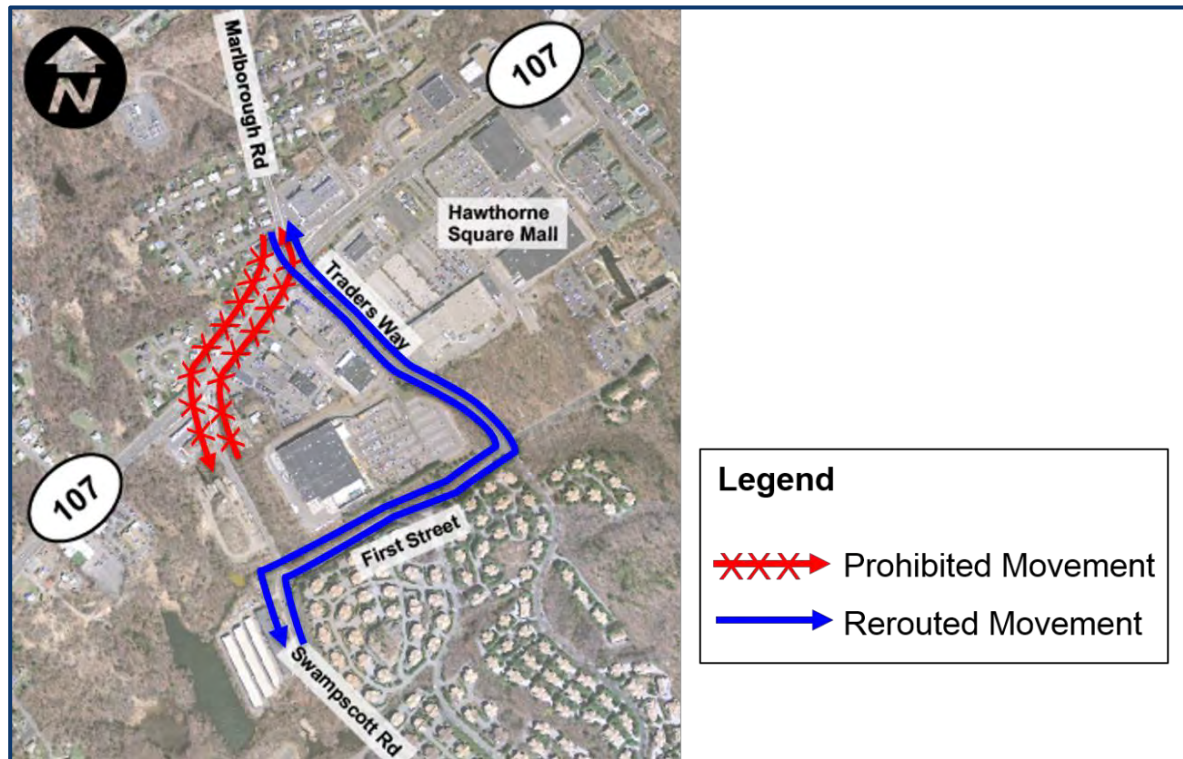 N
Marlborough Rd
107
Hawthorne
Square Mall
Traders Way
107
First Street
Swampscott Rd
Legend
Prohibited Movement
Rerouted Movement